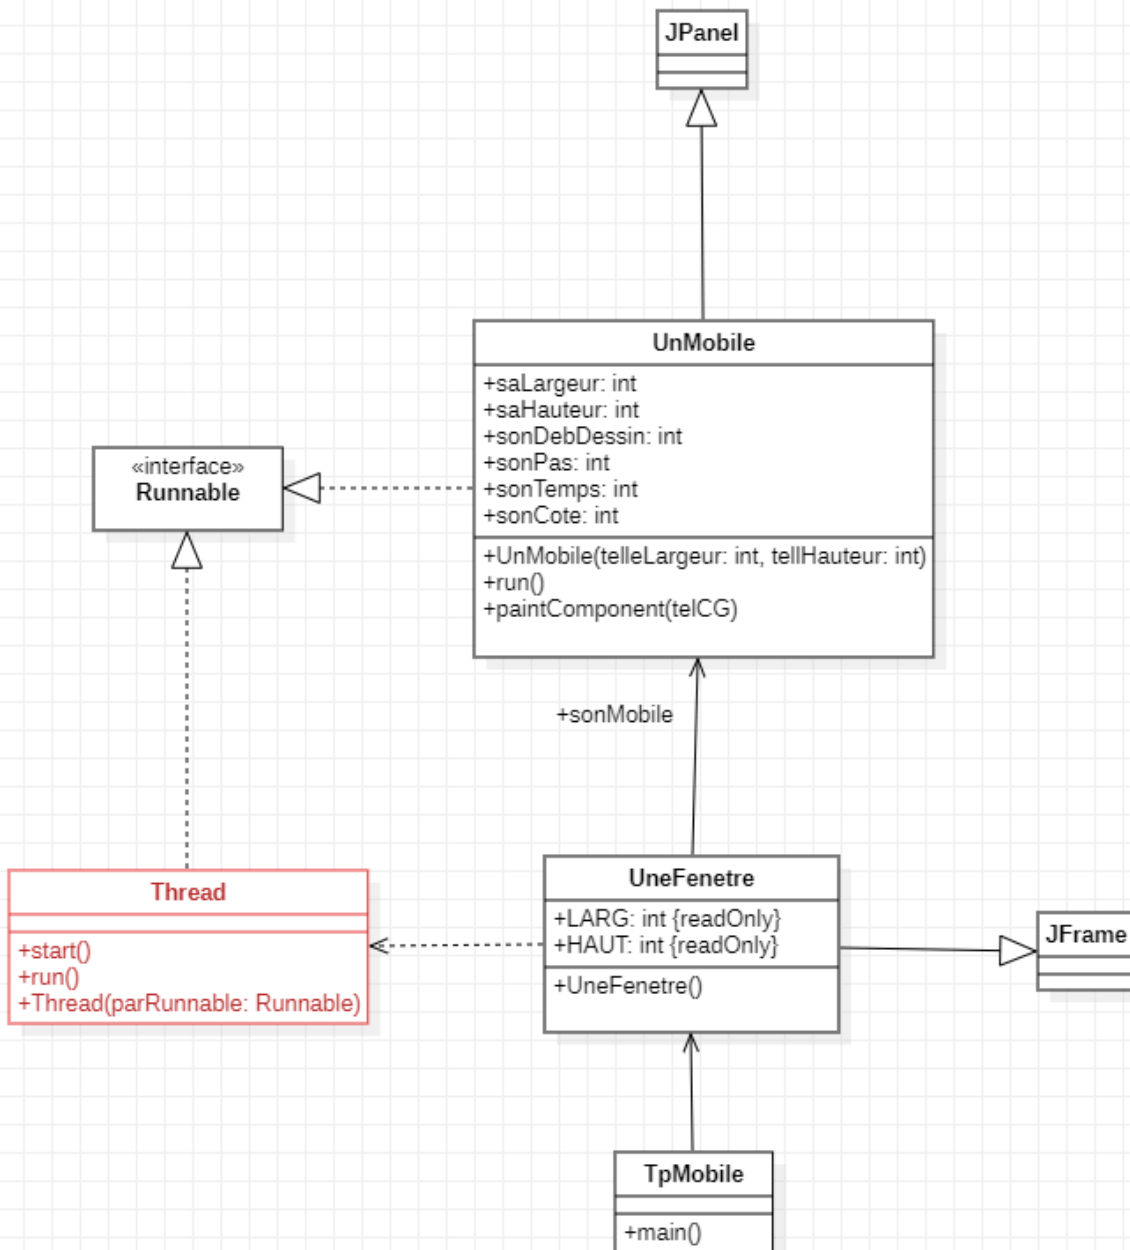 JPanel
UnMobile
+saLargeur: int
+saHauteur: int
+sonDebDessin: int
+sonPas: int
+sonTemps: int
+sonCote: int
+UnMobile(telleLargeur: int, tellHauteur: int)
+run()
+paintComponent(telCG)
«interface»
Runnable
+sonMobile
Thread
+start()
+run()
+Thread(parRunnable: Runnable)
UneFenetre
+LARG: int {readOnly}
+HAUT: int {readOnly}
+UneFenetre()
JFrame
TpMobile
+main()